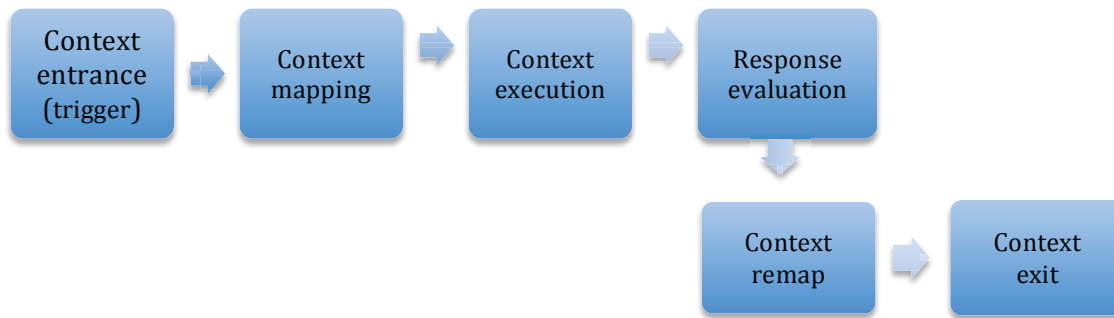 Context
entrance
(trigger)
Context
mapping
Context
execution
Response
evaluation
Context
remap
Context
exit